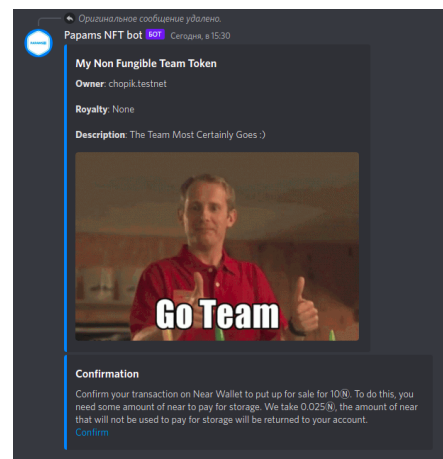 Оригинальное сообщение удалено.
Papams NFT bot БОТ Сегодня, в 15:30
My Non Fungible Team Token
Owner: chopik.testnet
Royalty: None
Description: The Team Most Certainly Goes :)
Go Team
Confirmation
Confirm your transaction on Near Wallet to put up for sale for 10Ⓝ. To do this, you
need some amount of near to pay for storage. We take 0.025Ⓝ, the amount of near
that will not be used to pay for storage will be returned to your account.
Confirm